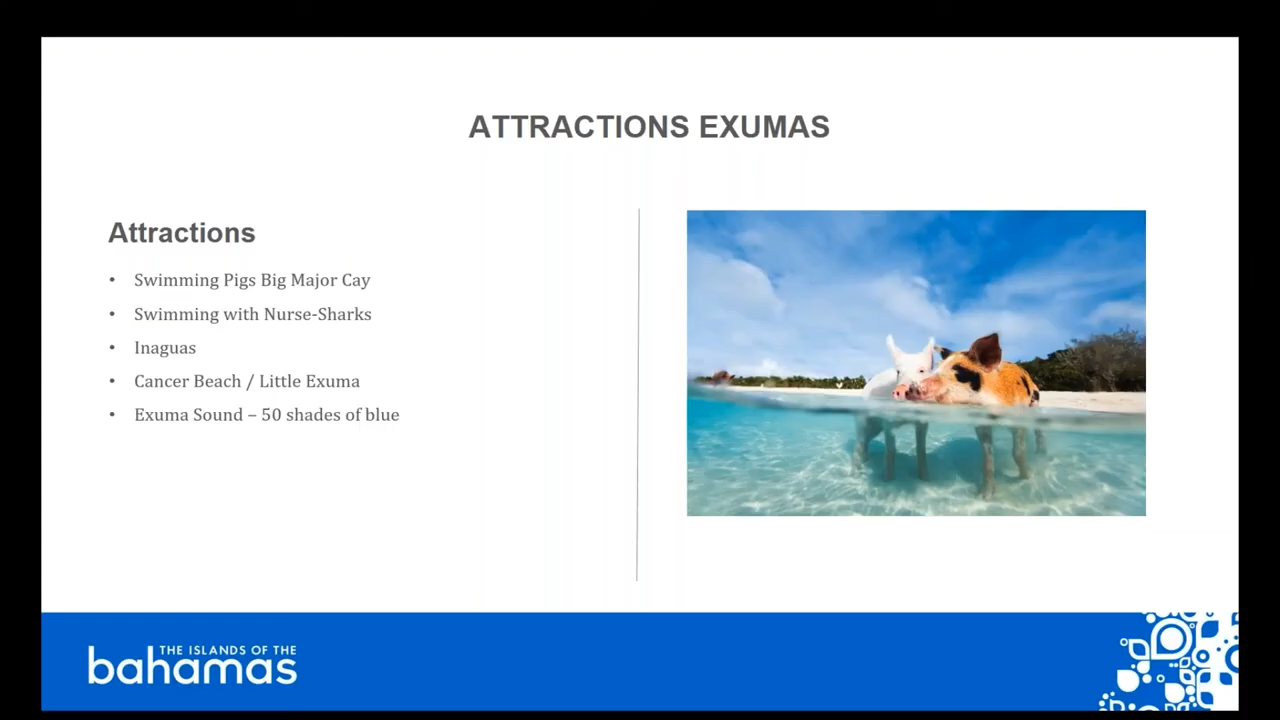 ATTRACTIONS EXUMAS
Attractions
• Swimming Pigs Big Major Cay
• Swimming with Nurse-Sharks
• Inaguas
• Cancer Beach / Little Exuma
• Exuma Sound – 50 shades of blue
THE ISLANDS OF THE
bahamas